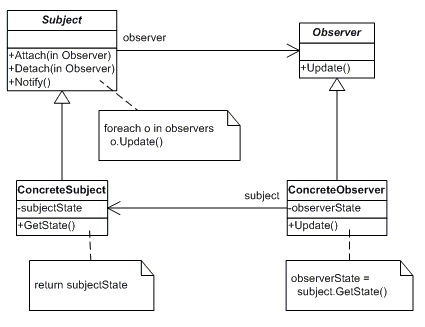 Subject
+Attach(in Observer)
+Detach(in Observer)
+Notify()
observer
Observer
+Update()
foreach o in observers
o.Update()
ConcreteSubject
-subjectState
+GetState()
subject
ConcreteObserver
-observerState
+Update()
return subjectState
observerState =
subject.GetState()